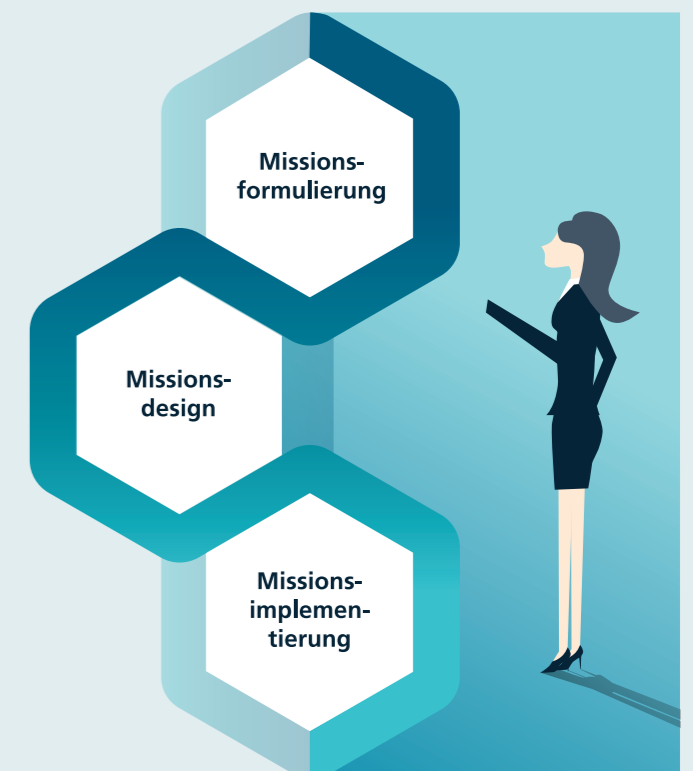 Missions-
formulierung
Missions-
design
Missions-
implemen-
tierung